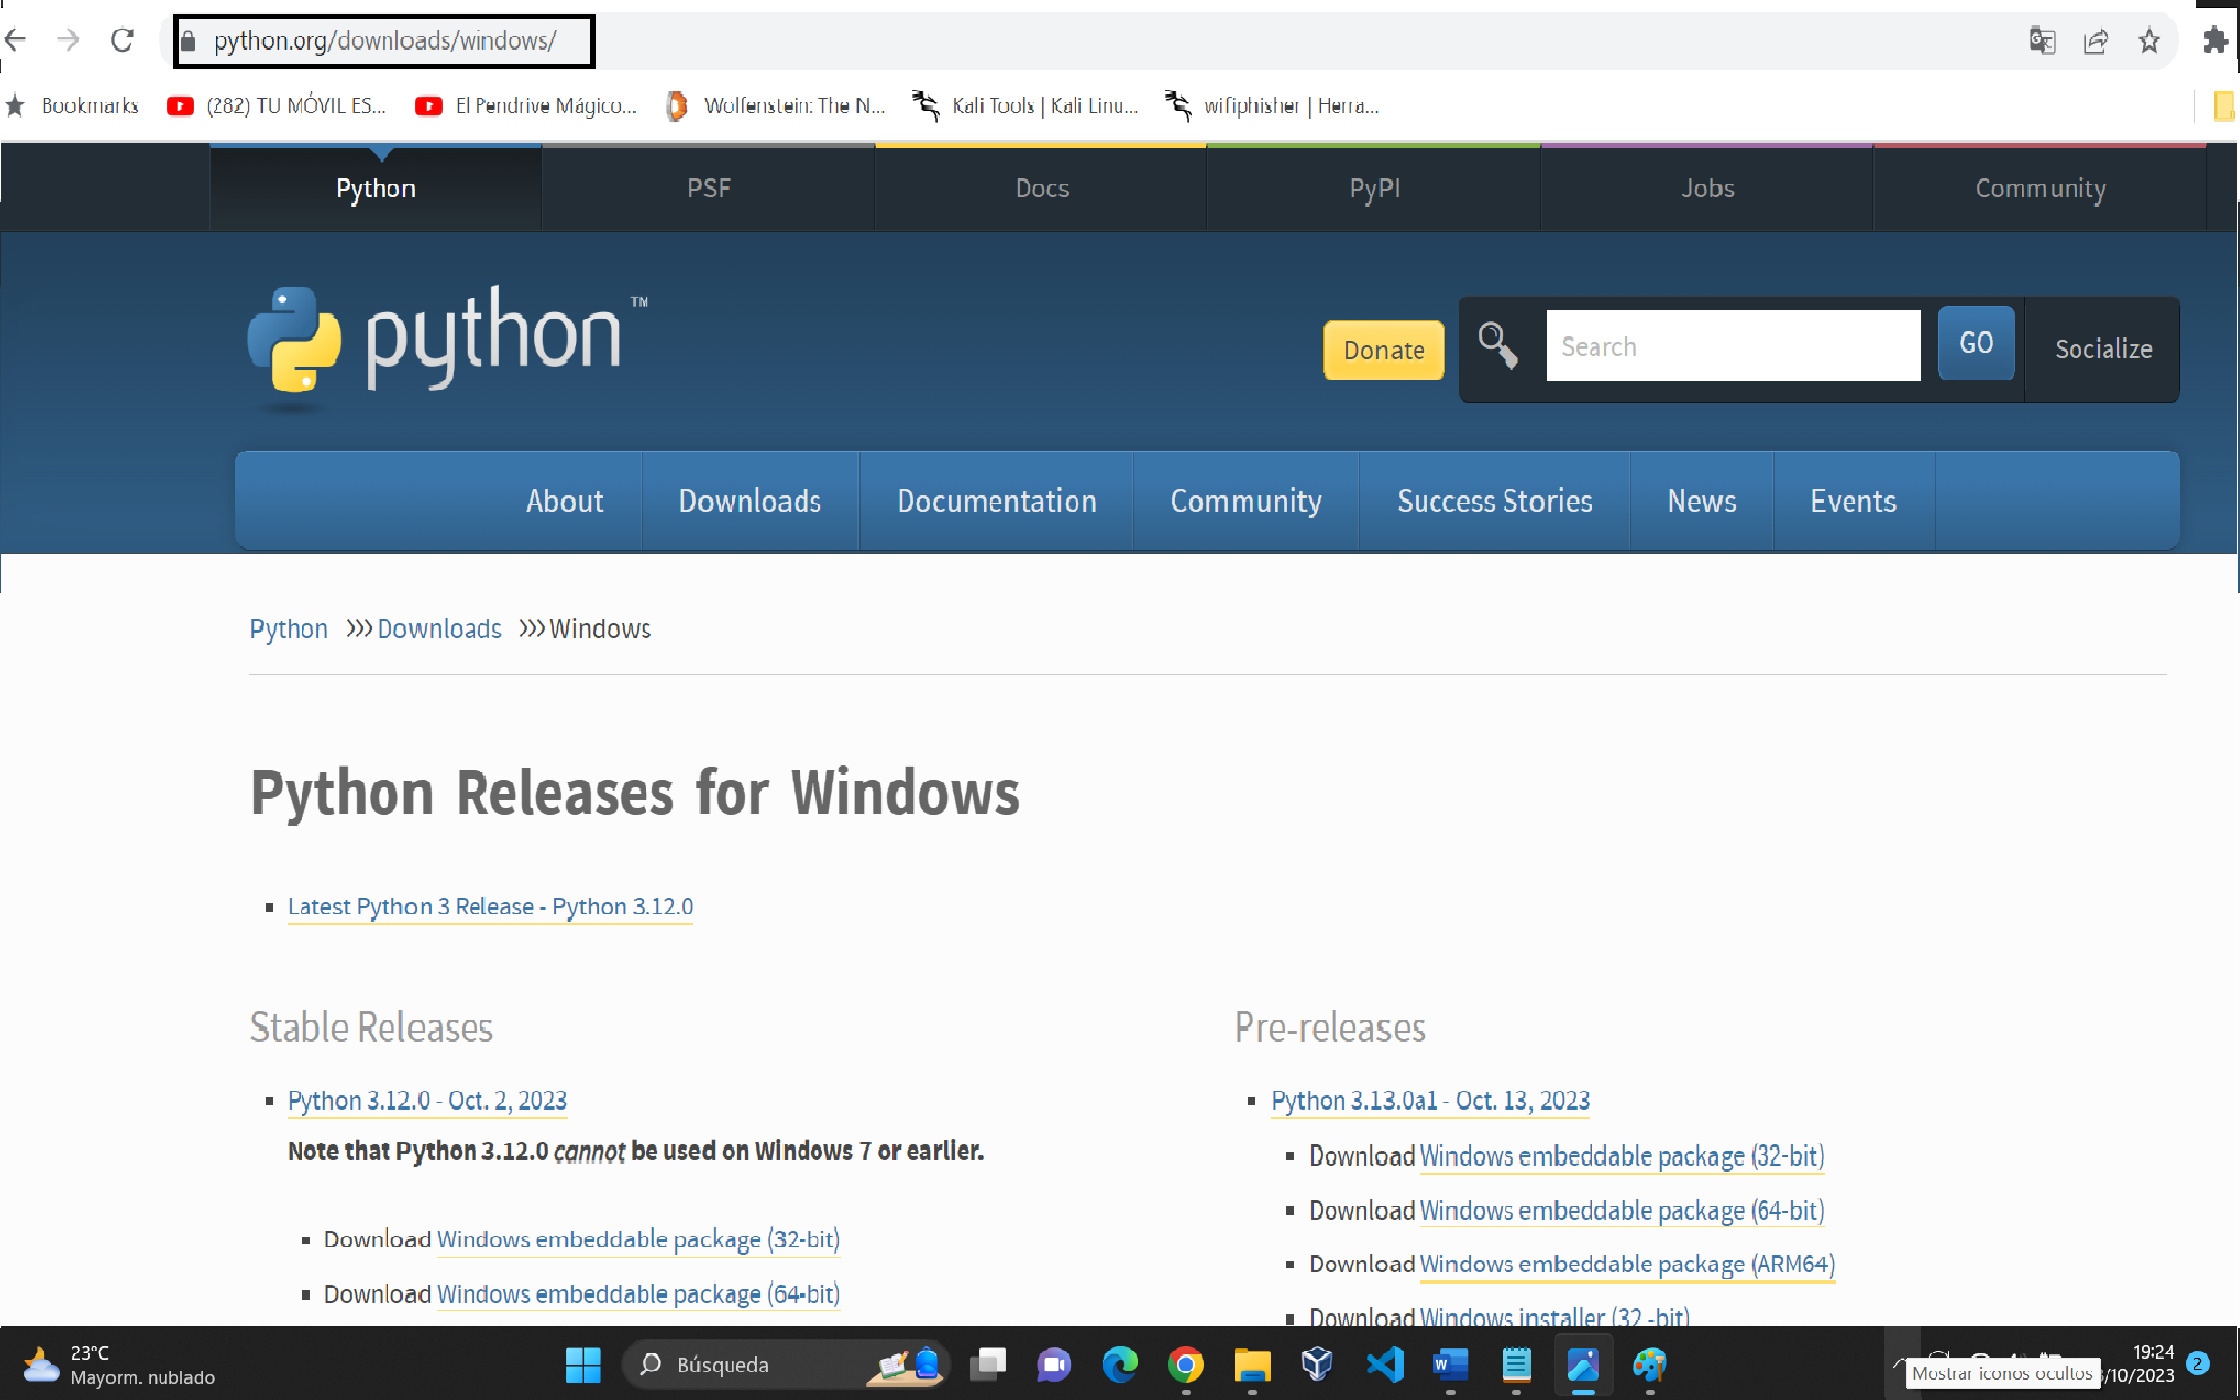 python.org/downloads/windows/
Bookmarks (282) TU MÓVIL ES... El Pendrive Mágico... Wolfenstein: The N... Kali Tools | Kali Linu... wifiphisher | Herra...
Python PSF Docs PyPI Jobs Community
python™
Donate Search GO Socialize
About Downloads Documentation Community Success Stories News Events
Python >>> Downloads >>> Windows
Python Releases for Windows
Latest Python 3 Release - Python 3.12.0
Stable Releases
Python 3.12.0 - Oct. 2, 2023
Note that Python 3.12.0 cannot be used on Windows 7 or earlier.
Download Windows embeddable package (32-bit)
Download Windows embeddable package (64-bit)
Pre-releases
Python 3.13.0a1 - Oct. 13, 2023
Download Windows embeddable package (32-bit)
Download Windows embeddable package (64-bit)
Download Windows embeddable package (ARM64)
Download Windows installer (32 -bit)
23°C
Mayorm. nublado
Búsqueda
Mostrar iconos ocultos
19:24
/10/2023
2